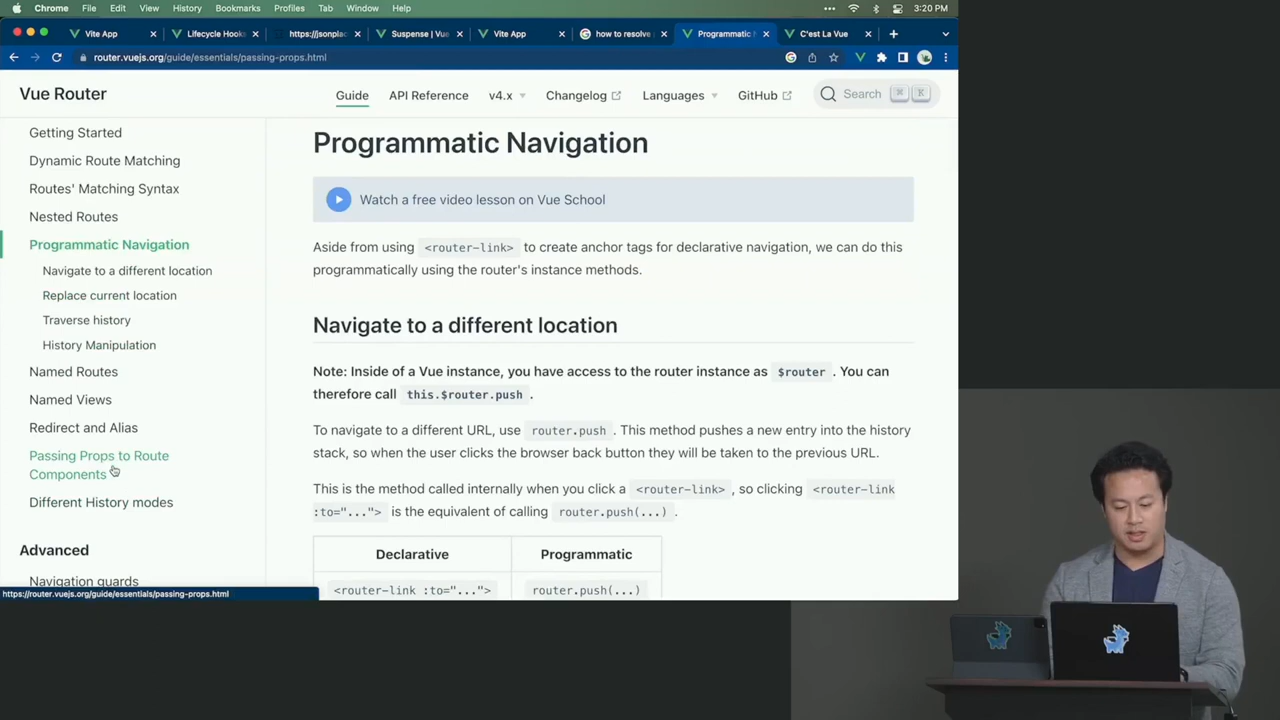 Chrome File Edit View History Bookmarks Profiles Tab Window Help 3:20 PM
Vite App Lifecycle Hooks https://jsonplac Suspense | Vue Vite App how to resolve Programmatic N C'est La Vue
router.vuejs.org/guide/essentials/passing-props.html
Vue Router Guide API Reference v4.x Changelog Languages GitHub Search ⌘ K
Getting Started
Dynamic Route Matching
Routes' Matching Syntax
Nested Routes
Programmatic Navigation
Navigate to a different location
Replace current location
Traverse history
History Manipulation
Named Routes
Named Views
Redirect and Alias
Passing Props to Route
Components
Different History modes
Advanced
Navigation guards
https://router.vuejs.org/guide/essentials/passing-props.html
Programmatic Navigation
Watch a free video lesson on Vue School
Aside from using <router-link> to create anchor tags for declarative navigation, we can do this
programmatically using the router's instance methods.
Navigate to a different location
Note: Inside of a Vue instance, you have access to the router instance as $router . You can
therefore call this.$router.push .
To navigate to a different URL, use router.push . This method pushes a new entry into the history
stack, so when the user clicks the browser back button they will be taken to the previous URL.
This is the method called internally when you click a <router-link> , so clicking <router-link
:to="..."> is the equivalent of calling router.push(...) .
Declarative Programmatic
<router-link :to="..."> router.push(...)